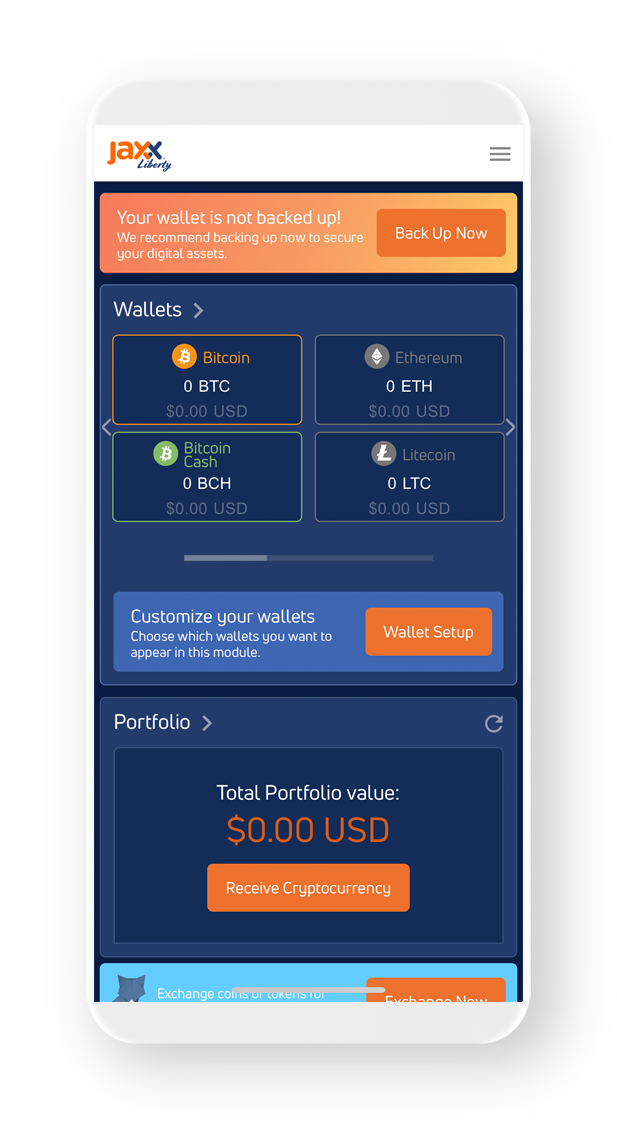 jaxx
Liberty
Your wallet is not backed up!
We recommend backing up now to secure
your digital assets.
Back Up Now
Wallets
Bitcoin
0 BTC
$0.00 USD
Ethereum
0 ETH
$0.00 USD
Bitcoin
Cash
0 BCH
$0.00 USD
Litecoin
0 LTC
$0.00 USD
Customize your wallets
Choose which wallets you want to
appear in this module.
Wallet Setup
Portfolio
Total Portfolio value:
$0.00 USD
Receive Cryptocurrency
Exchange coins or tokens for
Exchange Now